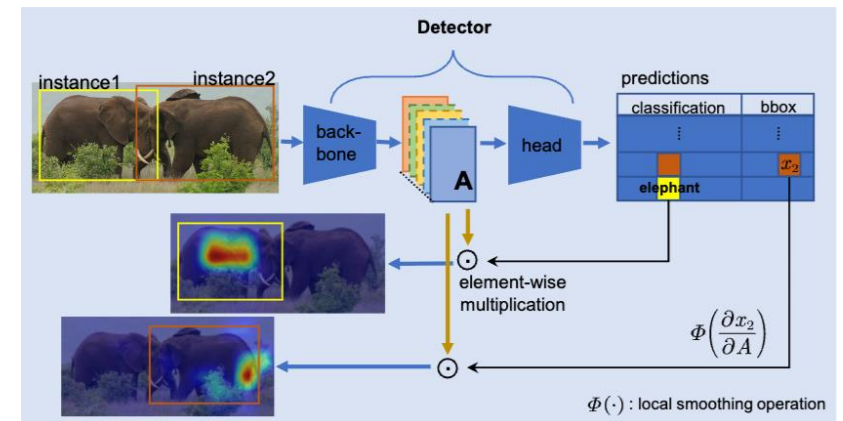 Detector
instance1
instance2
predictions
classification
bbox
back-
bone
head
A
⋮
⋮
x₂
elephant
element-wise
multiplication
Φ(∂x₂/∂A)
Φ(·) : local smoothing operation